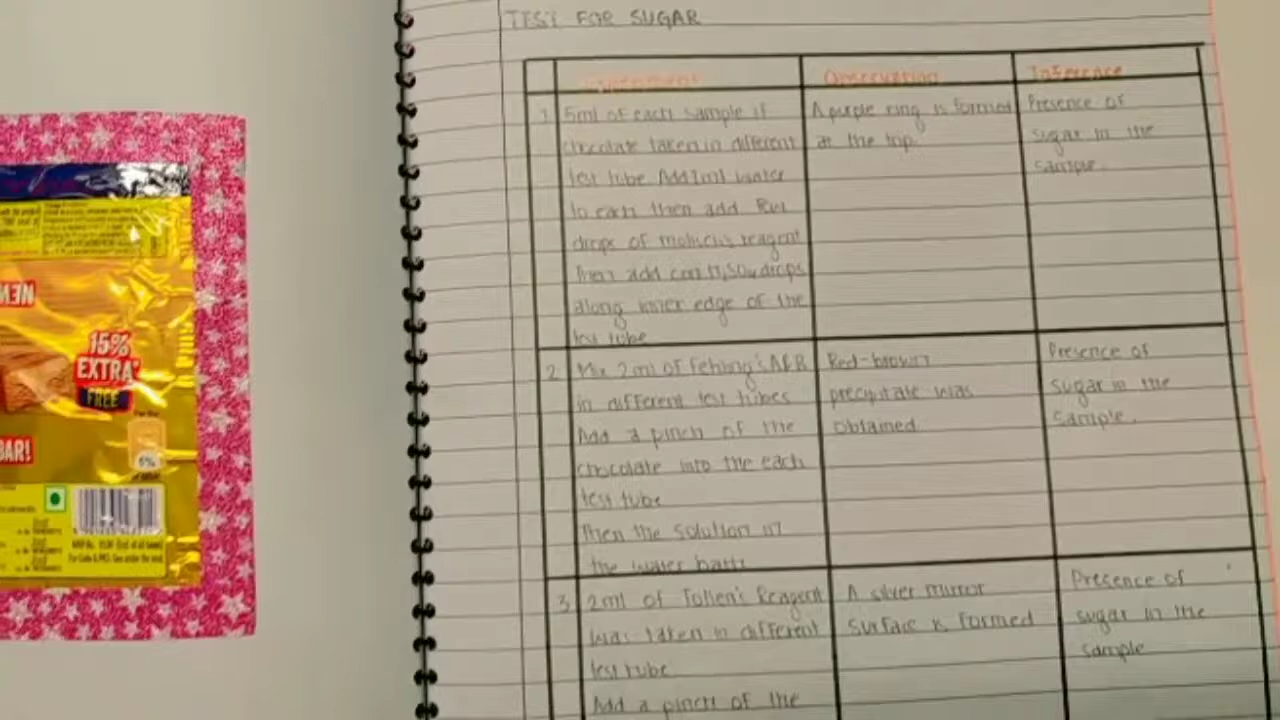 TEST FOR SUGAR
Observation
Inference
1 5ml of each sample if
chocolate taken in different
test tube Add 2ml water
to each then add few
drops of molisch's reagent
Then add con H2SO4 drops
along inner edge of the
test tube
A purple ring is formed
at the top.
Presence of
sugar in the
sample.
2 Mix 2ml of Fehling's A&B
in different test tubes
Add a pinch of the
chocolate into the each
test tube
Then the solution in
the water bath
Red-brown
precipitate was
obtained
Presence of
sugar in the
sample.
3 2ml of Tollen's Reagent
was taken in different
test tube
Add a pinch of the
A silver mirror
surface is formed
Presence of
sugar in the
sample
NEW
15%
EXTRA
FREE
BAR!
5%